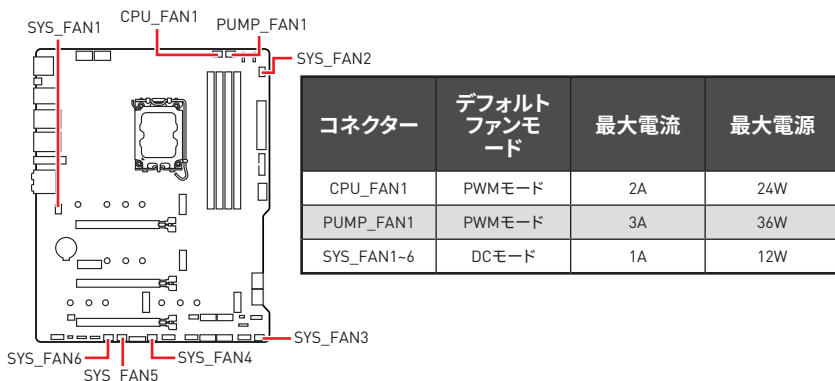 CPU_FAN1
SYS_FAN1
PUMP_FAN1
SYS_FAN2
コネクター
デフォルト
ファンモ
ード
最大電流
最大電源
CPU_FAN1
PWMモード
2A
24W
PUMP_FAN1
PWMモード
3A
36W
SYS_FAN1~6
DCモード
1A
12W
SYS_FAN3
SYS_FAN6
SYS_FAN4
SYS_FAN5